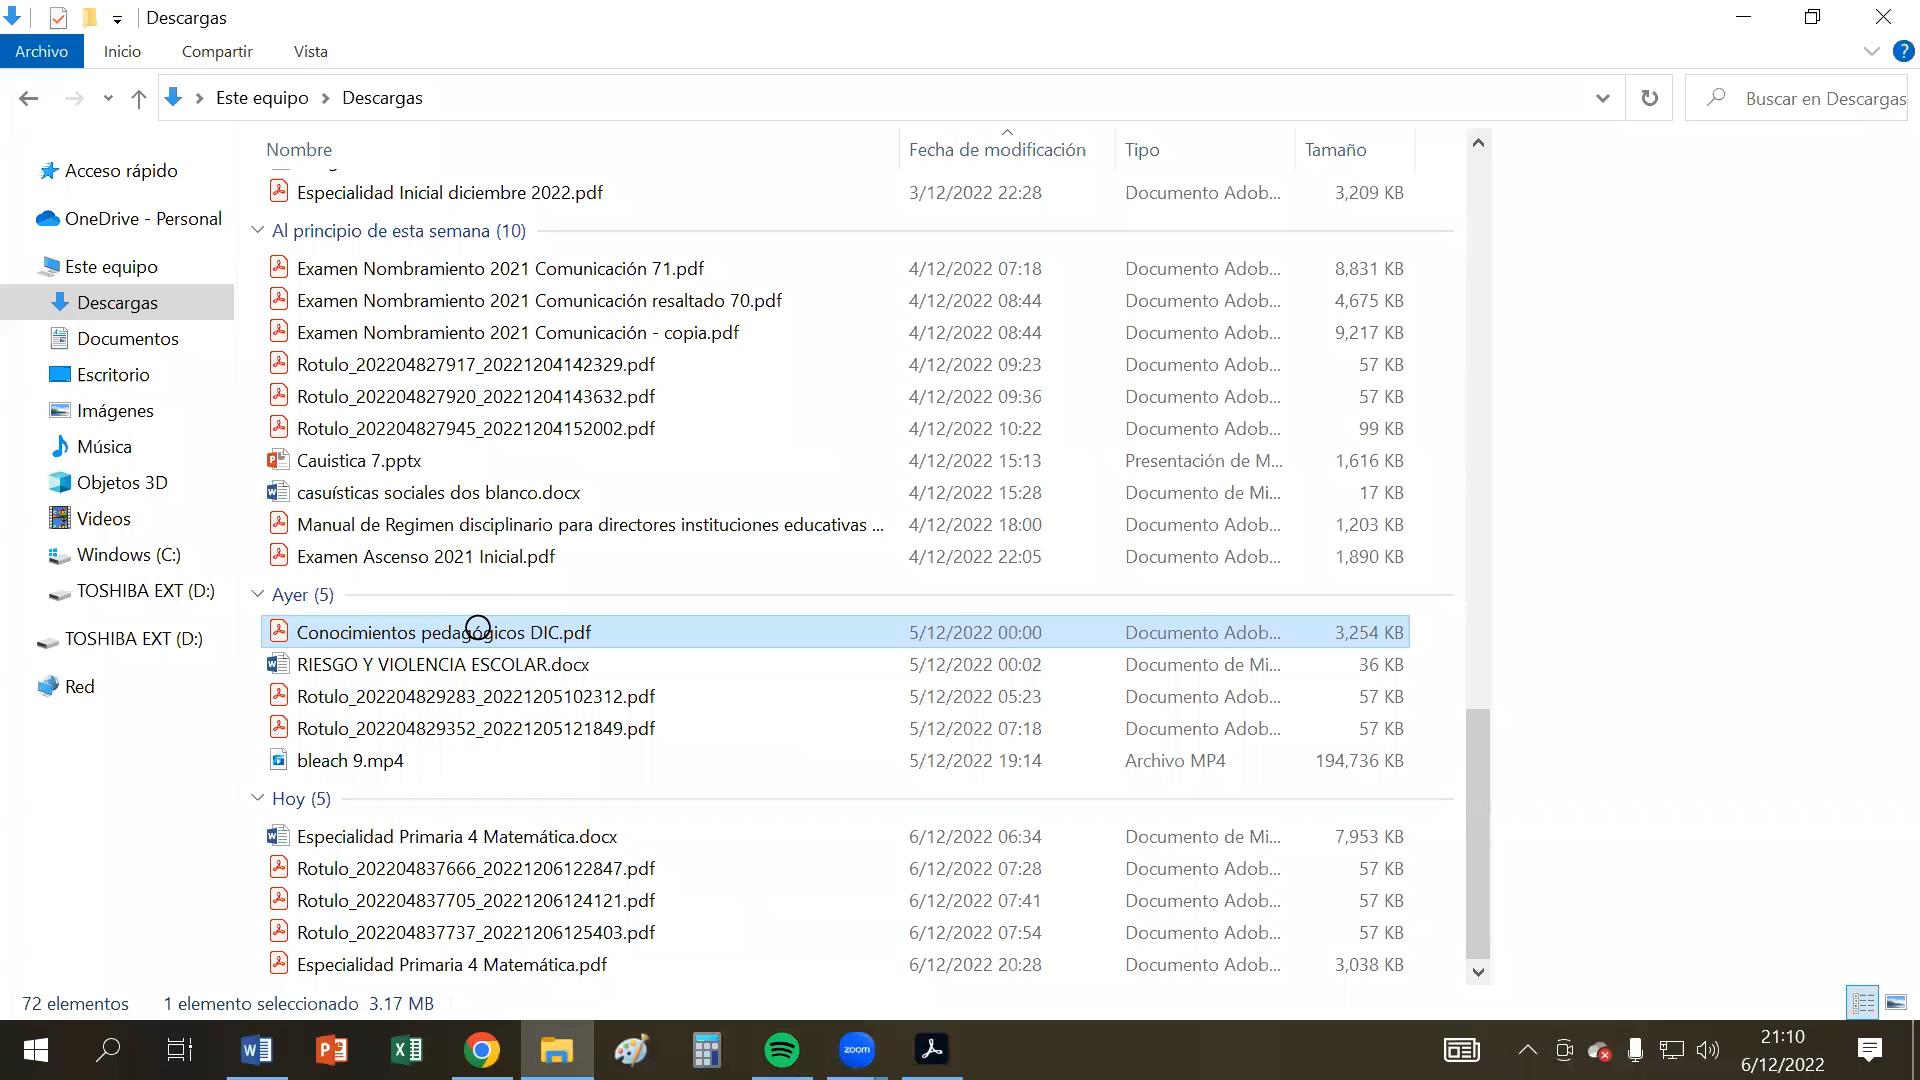 Descargas
Archivo Inicio Compartir Vista
Este equipo Descargas Buscar en Descargas
Nombre Fecha de modificación Tipo Tamaño
Especialidad Inicial diciembre 2022.pdf 3/12/2022 22:28 Documento Adob... 3,209 KB
Al principio de esta semana (10)
Examen Nombramiento 2021 Comunicación 71.pdf 4/12/2022 07:18 Documento Adob... 8,831 KB
Examen Nombramiento 2021 Comunicación resaltado 70.pdf 4/12/2022 08:44 Documento Adob... 4,675 KB
Examen Nombramiento 2021 Comunicación - copia.pdf 4/12/2022 08:44 Documento Adob... 9,217 KB
Rotulo_202204827917_20221204142329.pdf 4/12/2022 09:23 Documento Adob... 57 KB
Rotulo_202204827920_20221204143632.pdf 4/12/2022 09:36 Documento Adob... 57 KB
Rotulo_202204827945_20221204152002.pdf 4/12/2022 10:22 Documento Adob... 99 KB
Cauistica 7.pptx 4/12/2022 15:13 Presentación de M... 1,616 KB
casuísticas sociales dos blanco.docx 4/12/2022 15:28 Documento de Mi... 17 KB
Manual de Regimen disciplinario para directores instituciones educativas ... 4/12/2022 18:00 Documento Adob... 1,203 KB
Examen Ascenso 2021 Inicial.pdf 4/12/2022 22:05 Documento Adob... 1,890 KB
Ayer (5)
Conocimientos pedagógicos DIC.pdf 5/12/2022 00:00 Documento Adob... 3,254 KB
RIESGO Y VIOLENCIA ESCOLAR.docx 5/12/2022 00:02 Documento de Mi... 36 KB
Rotulo_202204829283_20221205102312.pdf 5/12/2022 05:23 Documento Adob... 57 KB
Rotulo_202204829352_20221205121849.pdf 5/12/2022 07:18 Documento Adob... 57 KB
bleach 9.mp4 5/12/2022 19:14 Archivo MP4 194,736 KB
Hoy (5)
Especialidad Primaria 4 Matemática.docx 6/12/2022 06:34 Documento de Mi... 7,953 KB
Rotulo_202204837666_20221206122847.pdf 6/12/2022 07:28 Documento Adob... 57 KB
Rotulo_202204837705_20221206124121.pdf 6/12/2022 07:41 Documento Adob... 57 KB
Rotulo_202204837737_20221206125403.pdf 6/12/2022 07:54 Documento Adob... 57 KB
Especialidad Primaria 4 Matemática.pdf 6/12/2022 20:28 Documento Adob... 3,038 KB
Acceso rápido
OneDrive - Personal
Este equipo
Descargas
Documentos
Escritorio
Imágenes
Música
Objetos 3D
Videos
Windows (C:)
TOSHIBA EXT (D:)
TOSHIBA EXT (D:)
Red
72 elementos 1 elemento seleccionado 3.17 MB
zoom
21:10
6/12/2022